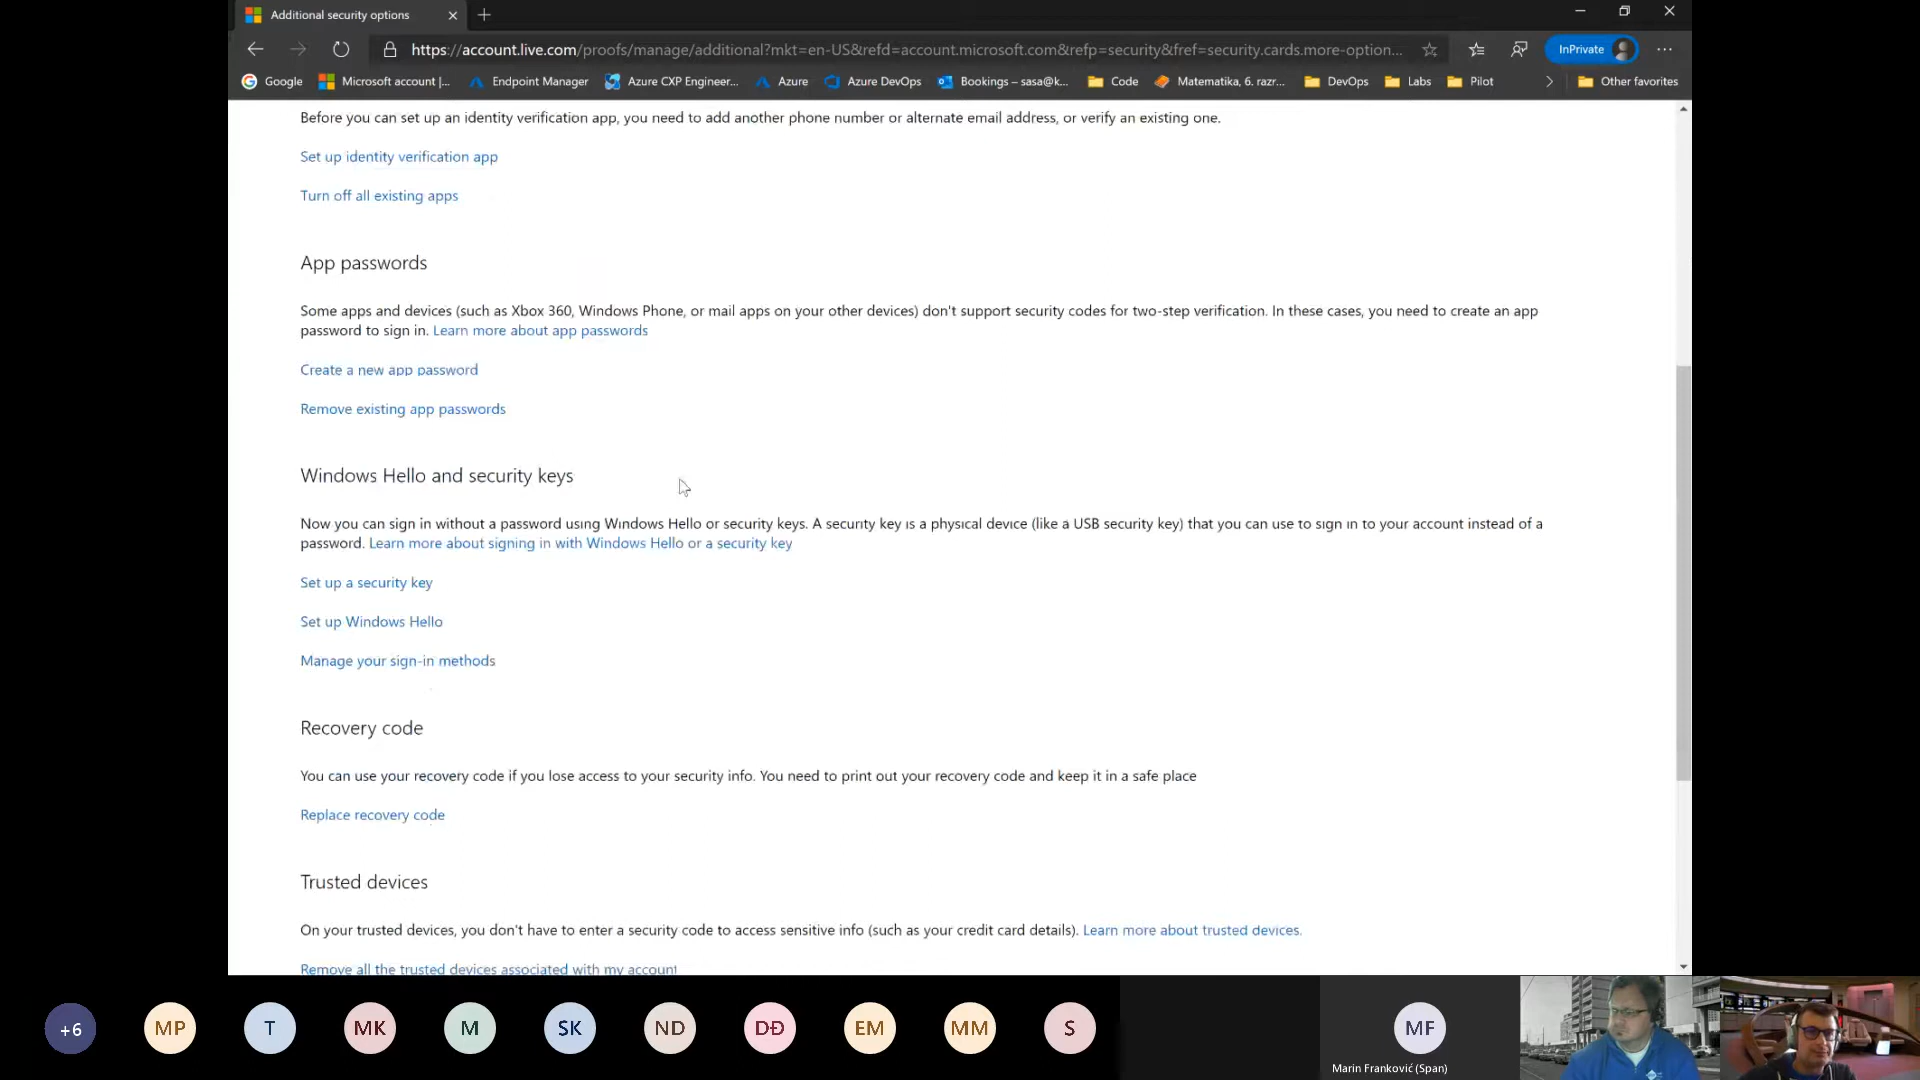 Additional security options
https://account.live.com/proofs/manage/additional?mkt=en-US&refd=account.microsoft.com&refp=security&fref=security.cards.more-option...
InPrivate
Google
Microsoft account |...
Endpoint Manager
Azure CXP Engineer...
Azure
Azure DevOps
Bookings – sasa@k...
Code
Matematika, 6. razr...
DevOps
Labs
Pilot
Other favorites
Before you can set up an identity verification app, you need to add another phone number or alternate email address, or verify an existing one.
Set up identity verification app
Turn off all existing apps
App passwords
Some apps and devices (such as Xbox 360, Windows Phone, or mail apps on your other devices) don't support security codes for two-step verification. In these cases, you need to create an app
password to sign in. Learn more about app passwords
Create a new app password
Remove existing app passwords
Windows Hello and security keys
Now you can sign in without a password using Windows Hello or security keys. A security key is a physical device (like a USB security key) that you can use to sign in to your account instead of a
password. Learn more about signing in with Windows Hello or a security key
Set up a security key
Set up Windows Hello
Manage your sign-in methods
Recovery code
You can use your recovery code if you lose access to your security info. You need to print out your recovery code and keep it in a safe place
Replace recovery code
Trusted devices
On your trusted devices, you don't have to enter a security code to access sensitive info (such as your credit card details). Learn more about trusted devices.
Remove all the trusted devices associated with my account
+6
MP
T
MK
M
SK
ND
DĐ
EM
MM
S
MF
Marin Franković (Span)